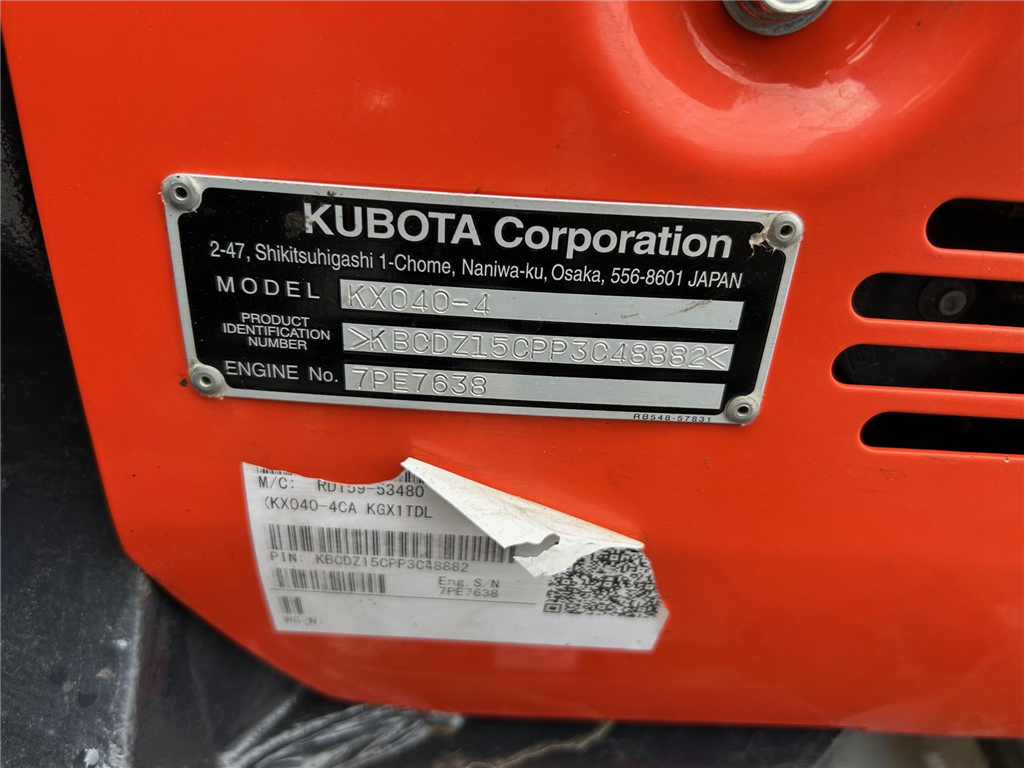 KUBOTA Corporation
2-47, Shikitsuhigashi 1-Chome, Naniwa-ku, Osaka, 556-8601 JAPAN
MODEL KX040-4
PRODUCT IDENTIFICATION NUMBER >KBCDZ15CPP3C48882<
ENGINE No. 7PE7638
RB548-57831
M/C: RD159-53480
(KX040-4CA KGX1TDL
PIN: KBCDZ15CPP3C48882
Eng.S/N
7PE7638